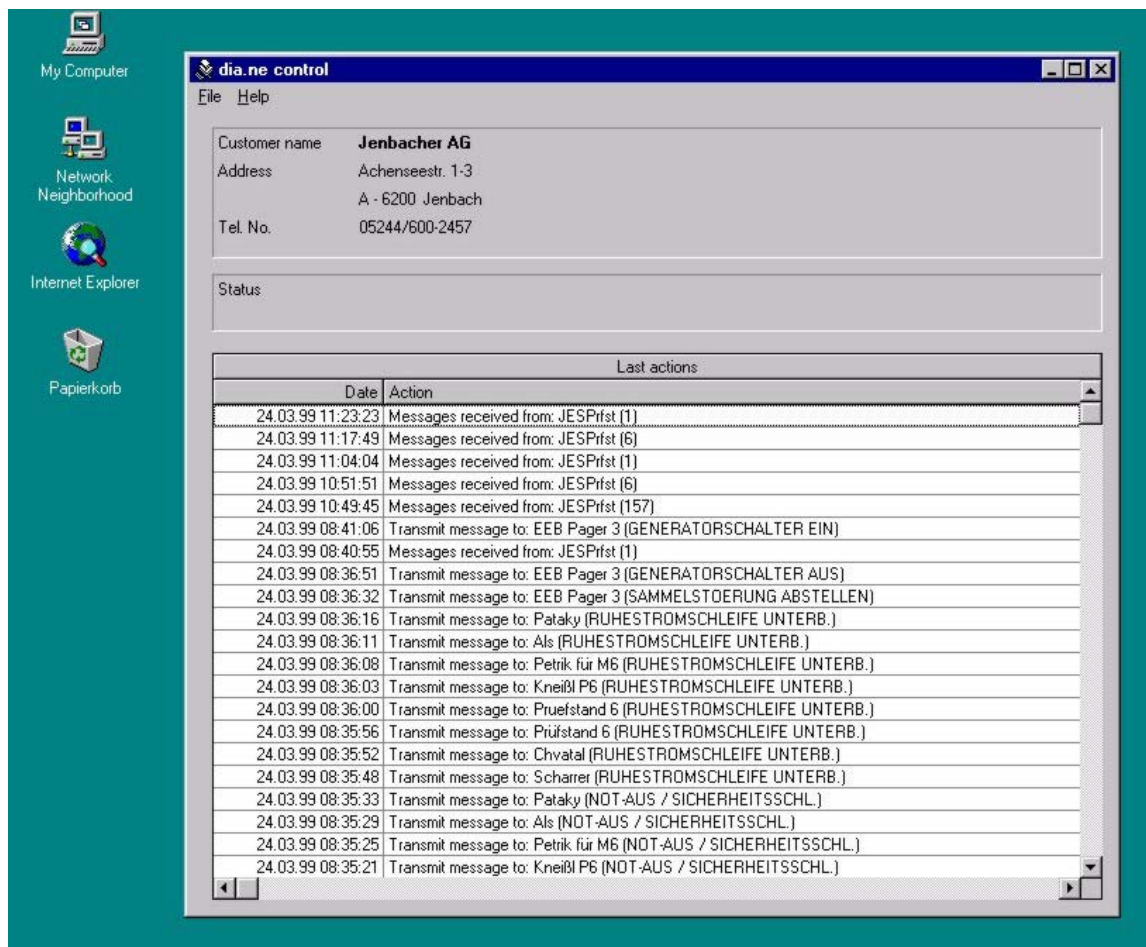 My Computer
Network
Neighborhood
Internet Explorer
Papierkorb
dia.ne control
File Help
Customer name Jenbacher AG
Address Achenseestr. 1-3
A - 6200 Jenbach
Tel. No. 05244/600-2457
Status
Last actions
Date Action
24.03.99 11:23:23 Messages received from: JESPrfst (1)
24.03.99 11:17:49 Messages received from: JESPrfst (6)
24.03.99 11:04:04 Messages received from: JESPrfst (1)
24.03.99 10:51:51 Messages received from: JESPrfst (6)
24.03.99 10:49:45 Messages received from: JESPrfst (157)
24.03.99 08:41:06 Transmit message to: EEB Pager 3 (GENERATORSCHALTER EIN)
24.03.99 08:40:55 Messages received from: JESPrfst (1)
24.03.99 08:36:51 Transmit message to: EEB Pager 3 (GENERATORSCHALTER AUS)
24.03.99 08:36:32 Transmit message to: EEB Pager 3 (SAMMELSTOERUNG ABSTELLEN)
24.03.99 08:36:16 Transmit message to: Pataky (RUHESTROMSCHLEIFE UNTERB.)
24.03.99 08:36:11 Transmit message to: Als (RUHESTROMSCHLEIFE UNTERB.)
24.03.99 08:36:08 Transmit message to: Petrik für M6 (RUHESTROMSCHLEIFE UNTERB.)
24.03.99 08:36:03 Transmit message to: Kneißl P6 (RUHESTROMSCHLEIFE UNTERB.)
24.03.99 08:36:00 Transmit message to: Pruefstand 6 (RUHESTROMSCHLEIFE UNTERB.)
24.03.99 08:35:56 Transmit message to: Prüfstand 6 (RUHESTROMSCHLEIFE UNTERB.)
24.03.99 08:35:52 Transmit message to: Chvatal (RUHESTROMSCHLEIFE UNTERB.)
24.03.99 08:35:48 Transmit message to: Scharrer (RUHESTROMSCHLEIFE UNTERB.)
24.03.99 08:35:33 Transmit message to: Pataky (NOT-AUS / SICHERHEITSSCHL.)
24.03.99 08:35:29 Transmit message to: Als (NOT-AUS / SICHERHEITSSCHL.)
24.03.99 08:35:25 Transmit message to: Petrik für M6 (NOT-AUS / SICHERHEITSSCHL.)
24.03.99 08:35:21 Transmit message to: Kneißl P6 (NOT-AUS / SICHERHEITSSCHL.)